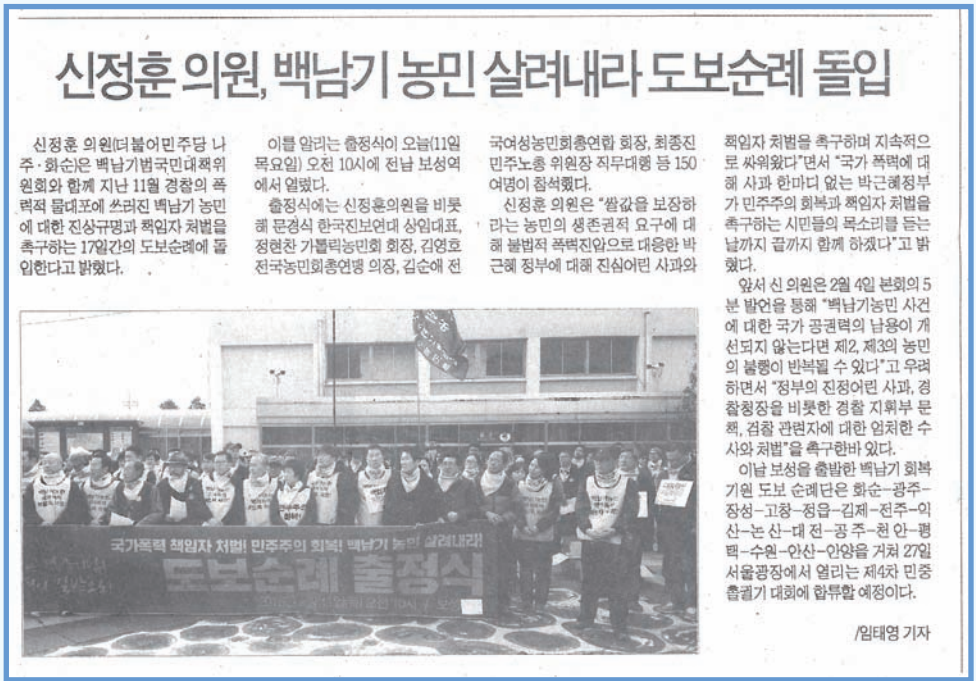 신정훈 의원, 백남기 농민 살려내라 도보순례 돌입
신정훈 의원(더불어민주당 나
주·화순)은 백남기범국민대책위
원회와 함께 지난 11월 경찰의 폭
력적 물대포에 쓰러진 백남기 농민
에 대한 진상규명과 책임자 처벌을
촉구하는 17일간의 도보순례에 돌
입한다고 밝혔다.
이를 알리는 출정식이 오늘(11일
목요일) 오전 10시에 전남 보성역
에서 열렸다.
출정식에는 신정훈의원을 비롯
해 문경식 한국진보연대 상임대표,
정현찬 가톨릭농민회 회장, 김영호
전국농민회총연맹 의장, 김순애 전
국여성농민회총연합 회장, 최종진
민주노총 위원장 직무대행 등 150
여명이 참석했다.
신정훈 의원은 “쌀값을 보장하
라는 농민의 생존권적 요구에 대
해 불법적 폭력진압으로 대응한 박
근혜 정부에 대해 진심어린 사과와
책임자 처벌을 촉구하며 지속적으
로 싸워왔다”면서 “국가 폭력에 대
해 사과 한마디 없는 박근혜정부
가 민주주의 회복과 책임자 처벌을
촉구하는 시민들의 목소리를 듣는
날까지 끝까지 함께 하겠다”고 밝
혔다.
앞서 신 의원은 2월 4일 본회의 5
분 발언을 통해 “백남기농민 사건
에 대한 국가 공권력의 남용이 개
선되지 않는다면 제2, 제3의 농민
의 불행이 반복될 수 있다”고 우려
하면서 “정부의 진정어린 사과, 경
찰청장을 비롯한 경찰 지휘부 문
책, 검찰 관련자에 대한 엄처한 수
사와 처벌”을 촉구한바 있다.
이날 보성을 출발한 백남기 회복
기원 도보 순례단은 화순-광주-
장성-고창-정읍-김제-전주-익
산-논산-대전-공주-천안-평
택-수원-안산-안양을 거쳐 27일
서울광장에서 열리는 제4차 민중
총궐기 대회에 합류할 예정이다.
/임태영 기자
국가폭력 책임자 처벌! 민주주의 회복! 백남기 농민 살려내라!
도보순례 출정식